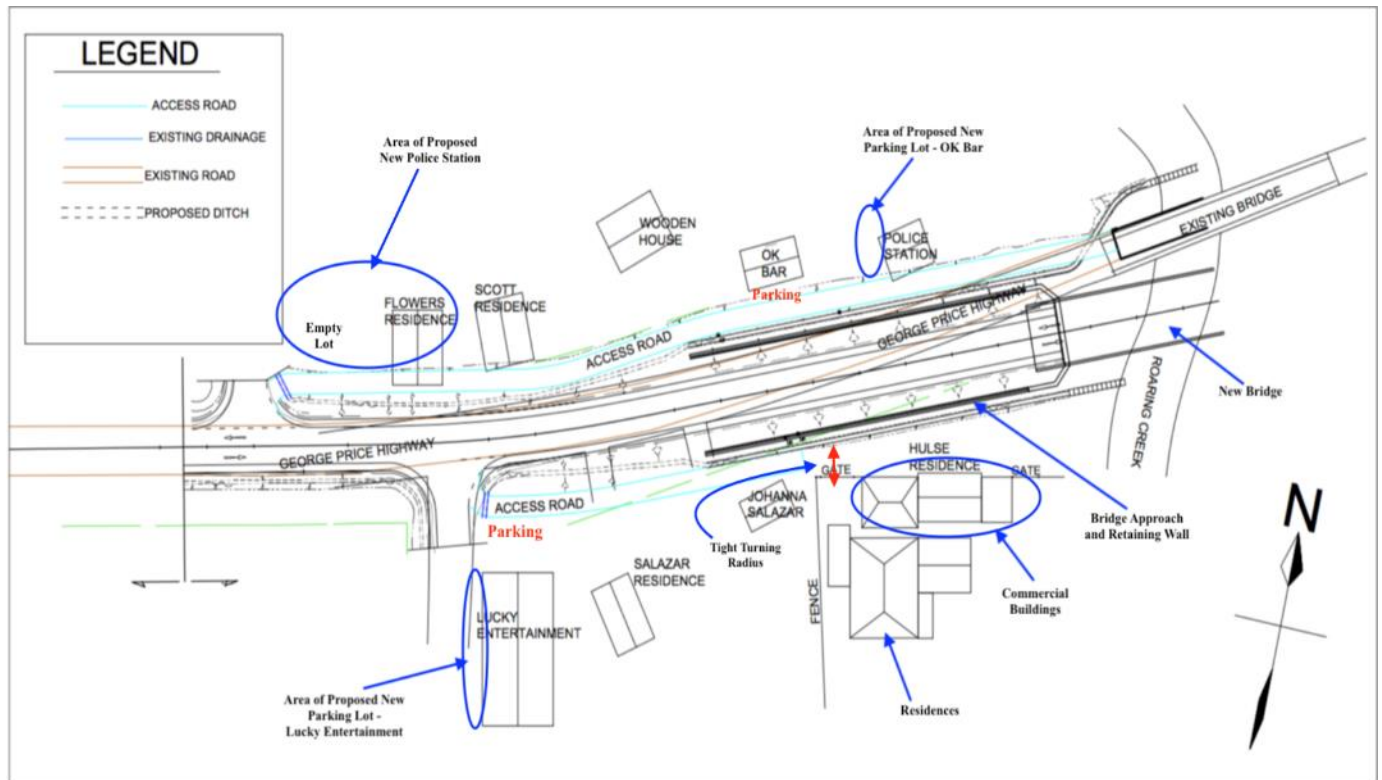 LEGEND
ACCESS ROAD
EXISTING DRAINAGE
EXISTING ROAD
PROPOSED DITCH
Area of Proposed
New Police Station
Area of Proposed New
Parking Lot - OK Bar
WOODEN
HOUSE
OK
BAR
POLICE
STATION
EXISTING BRIDGE
Parking
SCOTT
RESIDENCE
FLOWERS
RESIDENCE
Empty
Lot
ACCESS ROAD
GEORGE PRICE HIGHWAY
GEORGE PRICE HIGHWAY
ROARING CREEK
New Bridge
GATE
HULSE
RESIDENCE
GATE
ACCESS ROAD
Parking
JOHANNA
SALAZAR
Tight Turning
Radius
Bridge Approach
and Retaining Wall
N
SALAZAR
RESIDENCE
FENCE
Commercial
Buildings
LUCKY
ENTERTAINMENT
Area of Proposed New
Parking Lot -
Lucky Entertainment
Residences